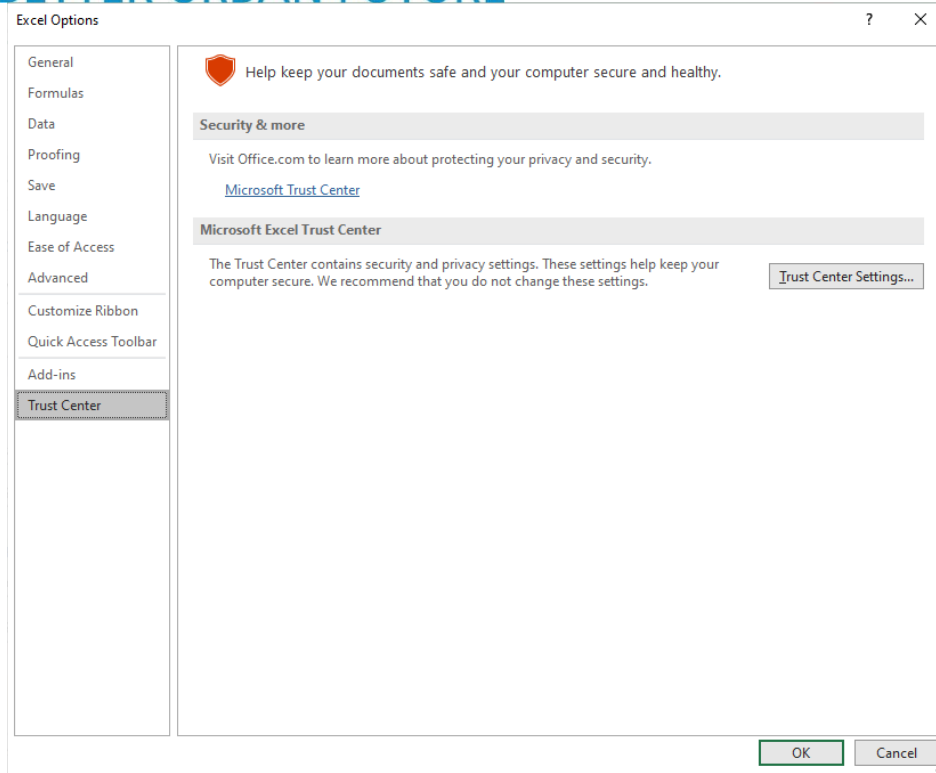 BETTER URBAN FUTURE
Excel Options
?
General
Formulas
Data
Proofing
Save
Language
Ease of Access
Advanced
Customize Ribbon
Quick Access Toolbar
Add-ins
Trust Center
Help keep your documents safe and your computer secure and healthy.
Security & more
Visit Office.com to learn more about protecting your privacy and security.
Microsoft Trust Center
Microsoft Excel Trust Center
The Trust Center contains security and privacy settings. These settings help keep your
computer secure. We recommend that you do not change these settings.
Trust Center Settings...
OK
Cancel